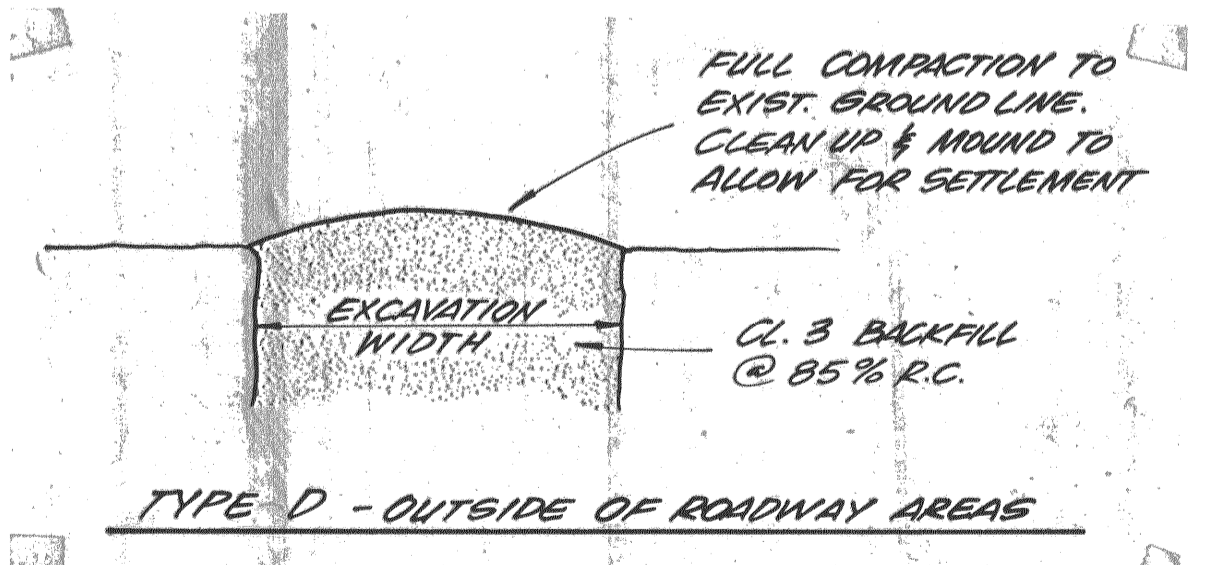 FULL COMPACTION TO
EXIST. GROUND LINE.
CLEAN UP & MOUND TO
ALLOW FOR SETTLEMENT
EXCAVATION
WIDTH
CL. 3 BACKFILL
@ 85% R.C.
TYPE D - OUTSIDE OF ROADWAY AREAS